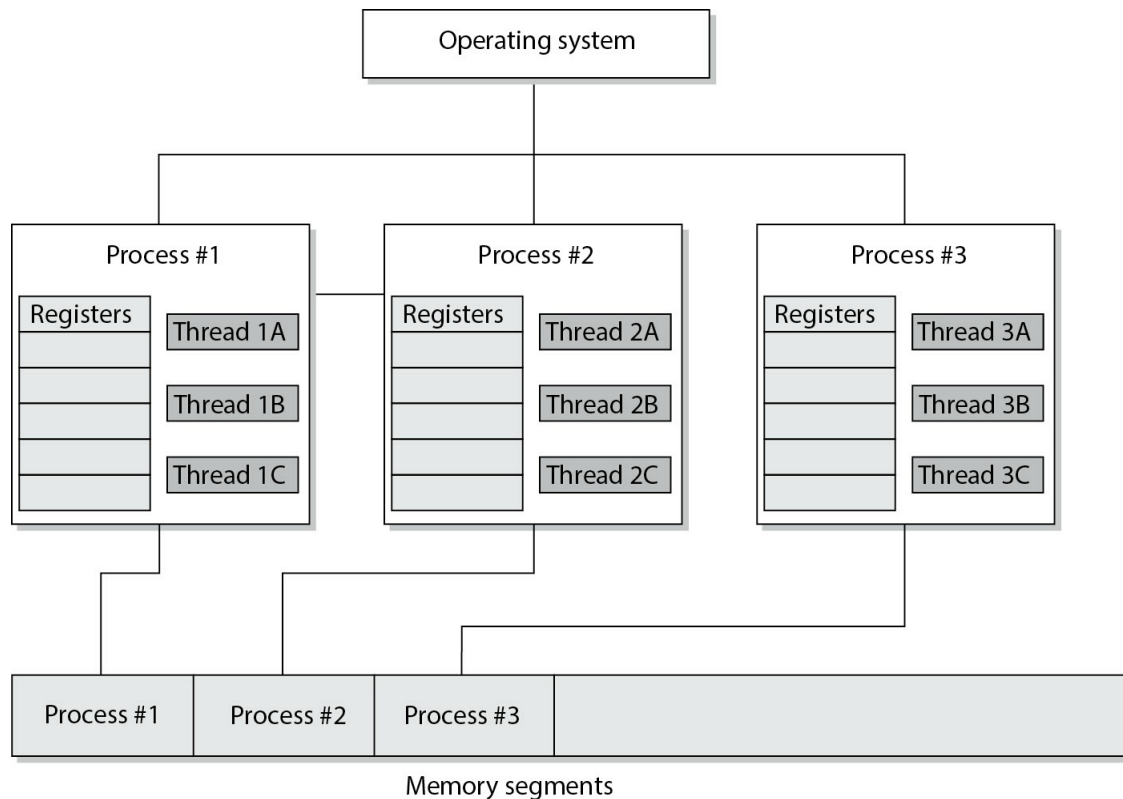 Operating system
Process #1
Process #2
Process #3
Registers
Thread 1A
Thread 1B
Thread 1C
Registers
Thread 2A
Thread 2B
Thread 2C
Registers
Thread 3A
Thread 3B
Thread 3C
Process #1
Process #2
Process #3
Memory segments